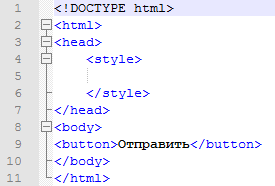 1 <!DOCTYPE html>
2 <html>
3 <head>
4 <style>
5
6 </style>
7 </head>
8 <body>
9 <button>Отправить</button>
10 </body>
11 </html>